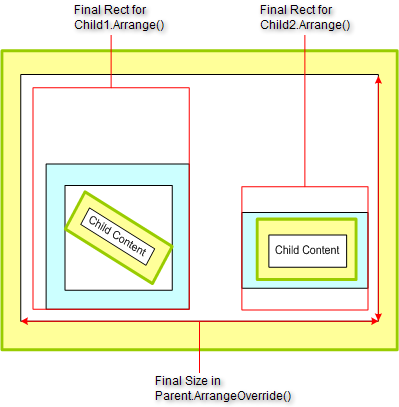 Final Rect for
Child1.Arrange()
Final Rect for
Child2.Arrange()
Child Content
Child Content
Final Size in
Parent.ArrangeOverride()